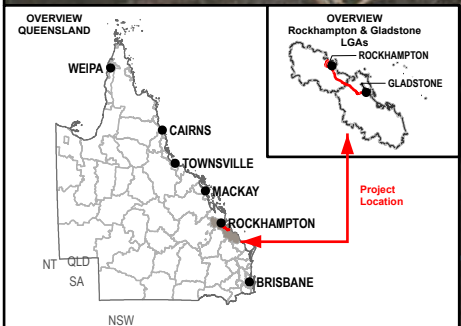 OVERVIEW
QUEENSLAND
WEIPA
CAIRNS
TOWNSVILLE
MACKAY
ROCKHAMPTON
BRISBANE
NT
QLD
SA
NSW
OVERVIEW
Rockhampton & Gladstone
LGAs
ROCKHAMPTON
GLADSTONE
Project
Location